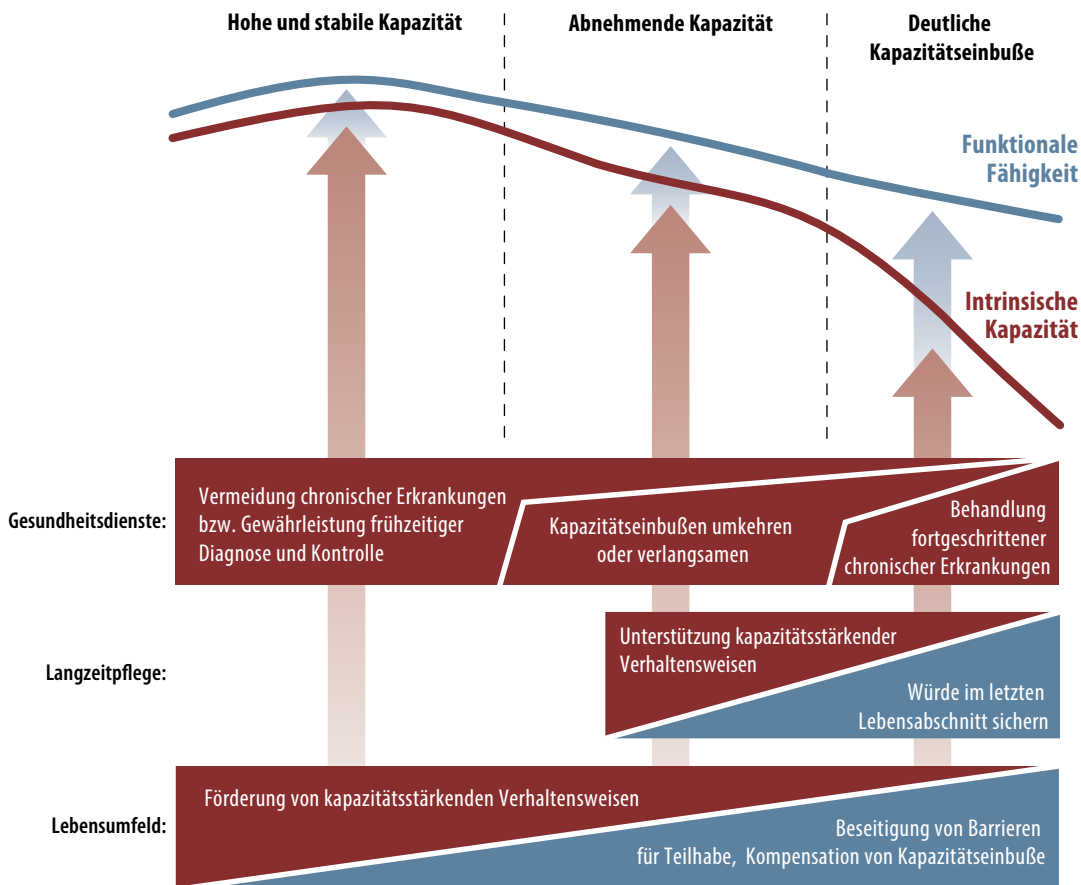 Hohe und stabile Kapazität
Abnehmende Kapazität
Deutliche
Kapazitätseinbuße
Funktionale
Fähigkeit
Intrinsische
Kapazität
Gesundheitsdienste:
Vermeidung chronischer Erkrankungen
bzw. Gewährleistung frühzeitiger
Diagnose und Kontrolle
Kapazitätseinbußen umkehren
oder verlangsamen
Behandlung
fortgeschrittener
chronischer Erkrankungen
Langzeitpflege:
Unterstützung kapazitätsstärkender
Verhaltensweisen
Würde im letzten
Lebensabschnitt sichern
Lebensumfeld:
Förderung von kapazitätsstärkenden Verhaltensweisen
Beseitigung von Barrieren
für Teilhabe, Kompensation von Kapazitätseinbuße